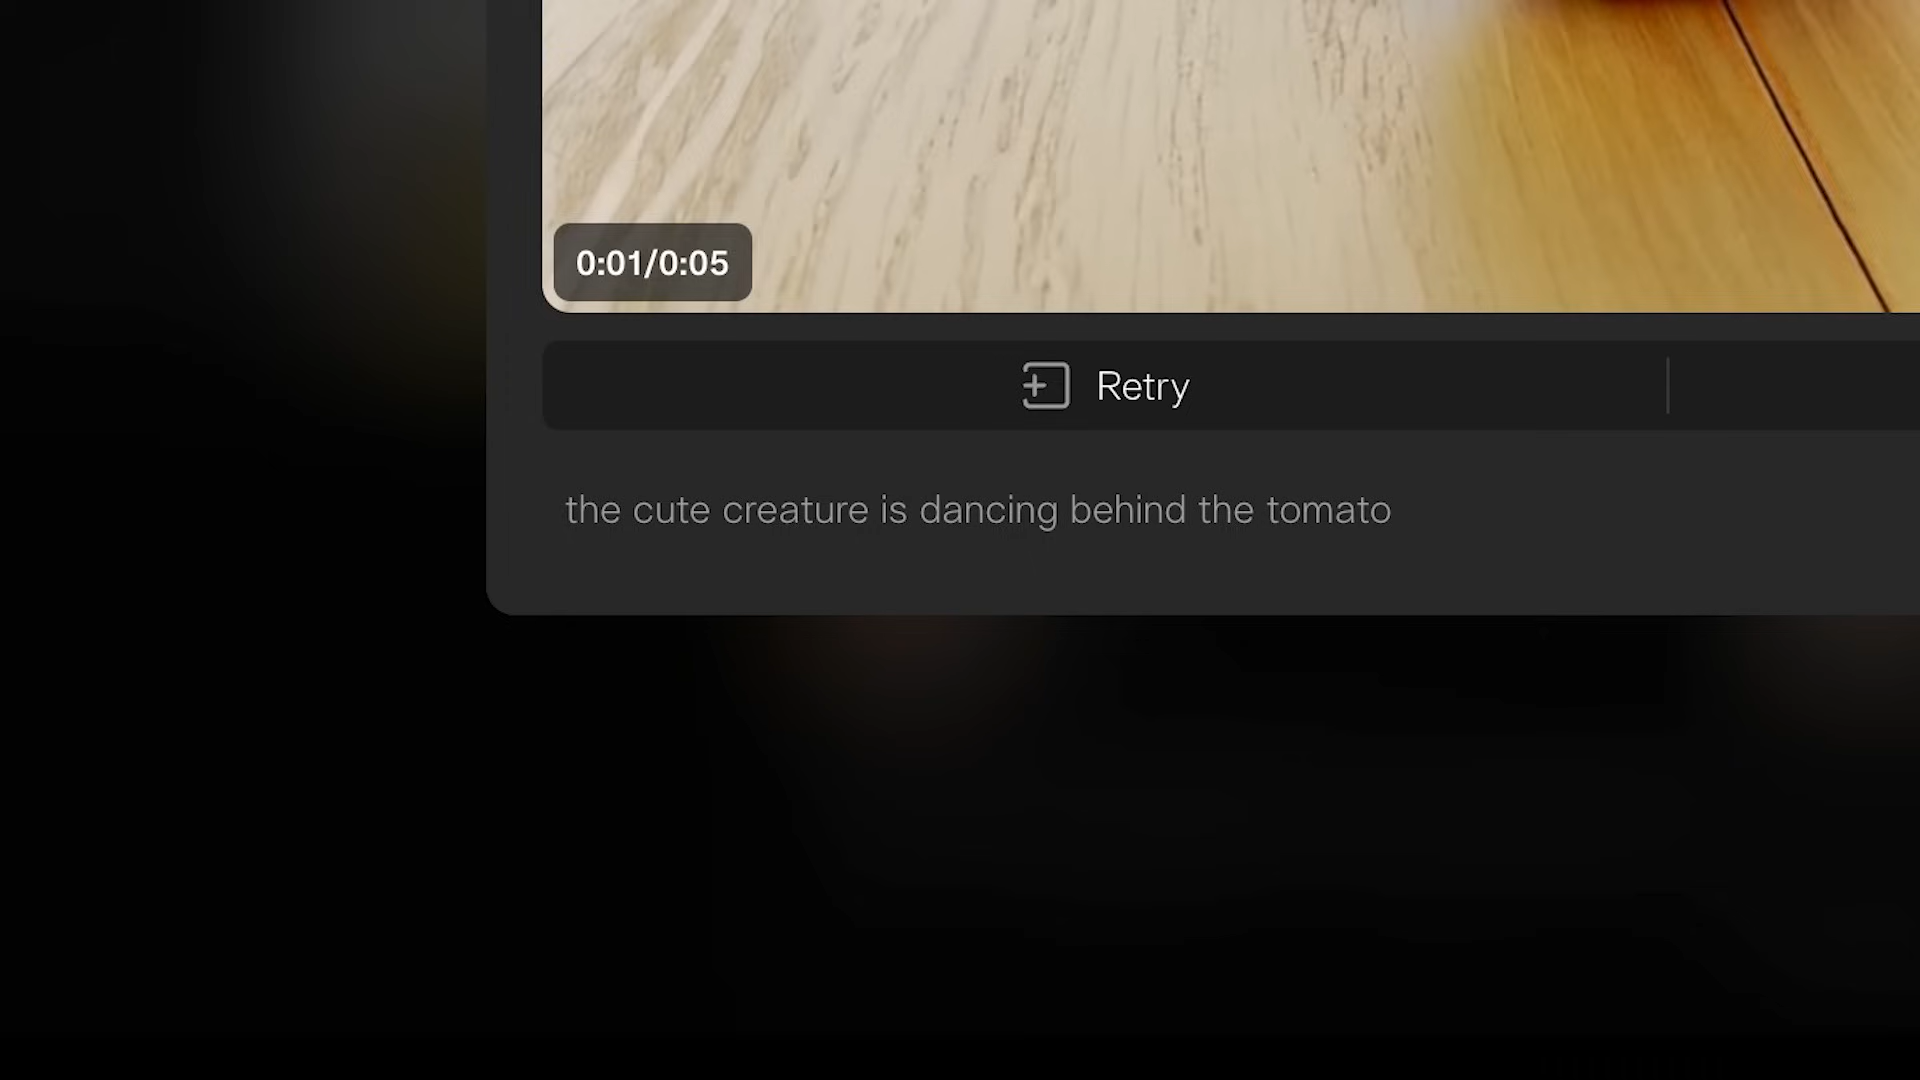 0:01/0:05
Retry
the cute creature is dancing behind the tomato